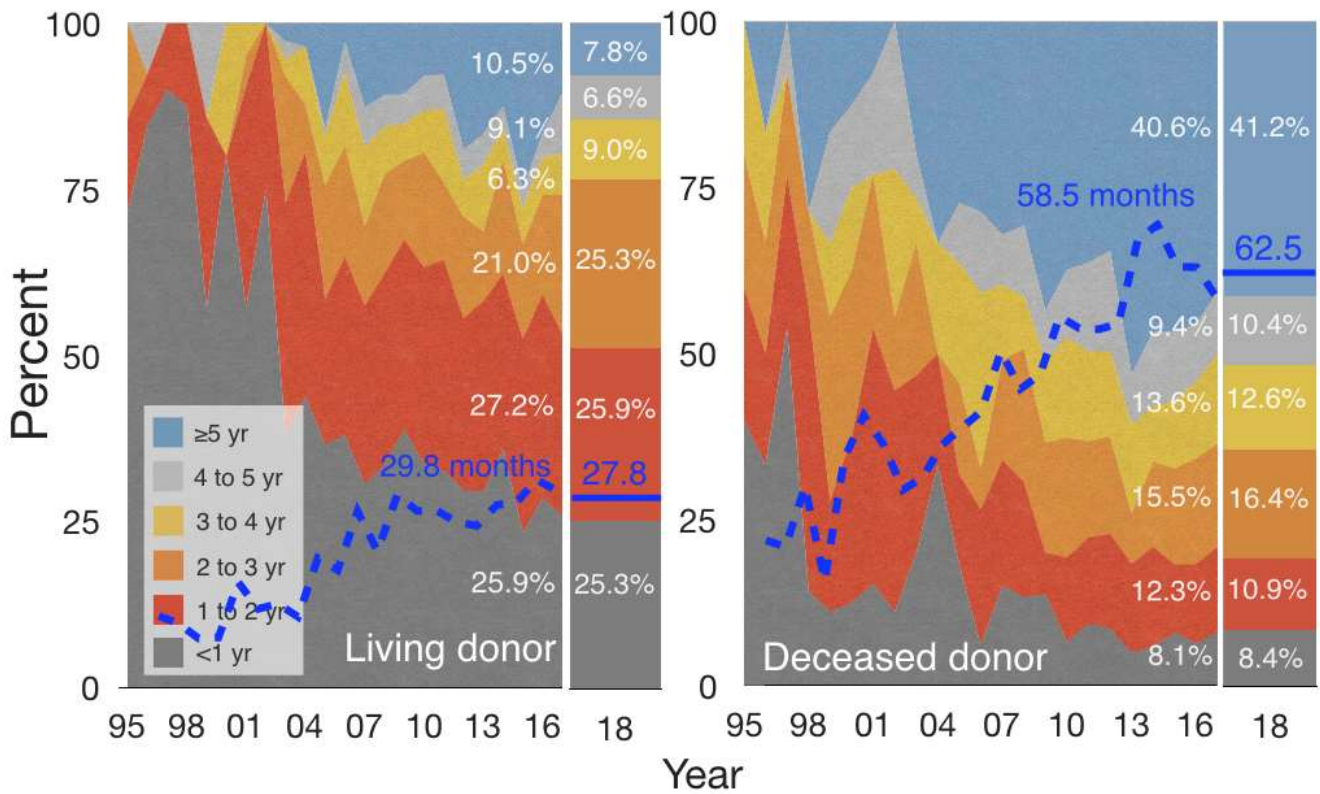 100
75
50
25
0
Percent
10.5%
9.1%
6.3%
21.0%
27.2%
29.8 months
25.9%
≥5 yr
4 to 5 yr
3 to 4 yr
2 to 3 yr
1 to 2 yr
<1 yr
Living donor
7.8%
6.6%
9.0%
25.3%
25.9%
27.8
25.3%
95 98 01 04 07 10 13 16 18
100
75
50
25
0
40.6%
58.5 months
9.4%
13.6%
15.5%
12.3%
8.1%
Deceased donor
41.2%
62.5
10.4%
12.6%
16.4%
10.9%
8.4%
95 98 01 04 07 10 13 16 18
Year